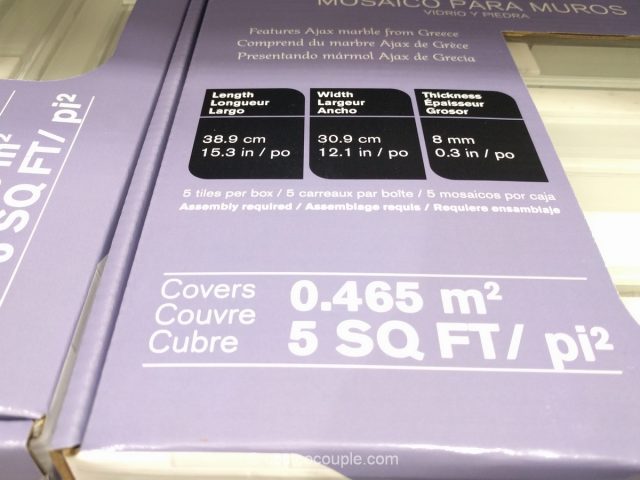 MOSAICO PARA MUROS
VIDRIO Y PIEDRA
Features Ajax marble from Greece
Comprend du marbre Ajax de Grèce
Presentando mármol Ajax de Grecia
Length
Longueur
Largo
38.9 cm
15.3 in / po
Width
Largeur
Ancho
30.9 cm
12.1 in / po
Thickness
Épaisseur
Grosor
8 mm
0.3 in / po
5 tiles per box / 5 carreaux par boîte / 5 mosaicos por caja
Assembly required / Assemblage requis / Requiere ensamblaje
Covers
Couvre
Cubre
0.465 m²
5 SQ FT/ pi²
m²
SQ FT/ pi²